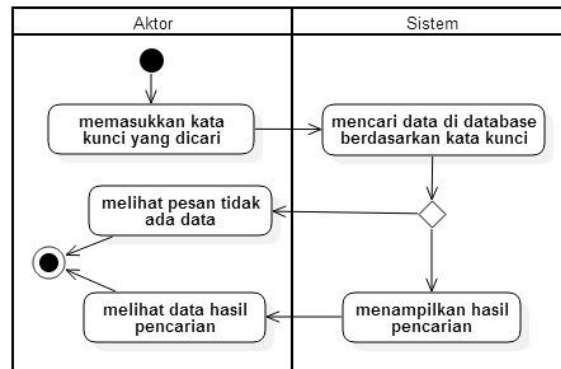 Aktor
Sistem
memasukkan kata
kunci yang dicari
mencari data di database
berdasarkan kata kunci
melihat pesan tidak
ada data
melihat data hasil
pencarian
menampilkan hasil
pencarian